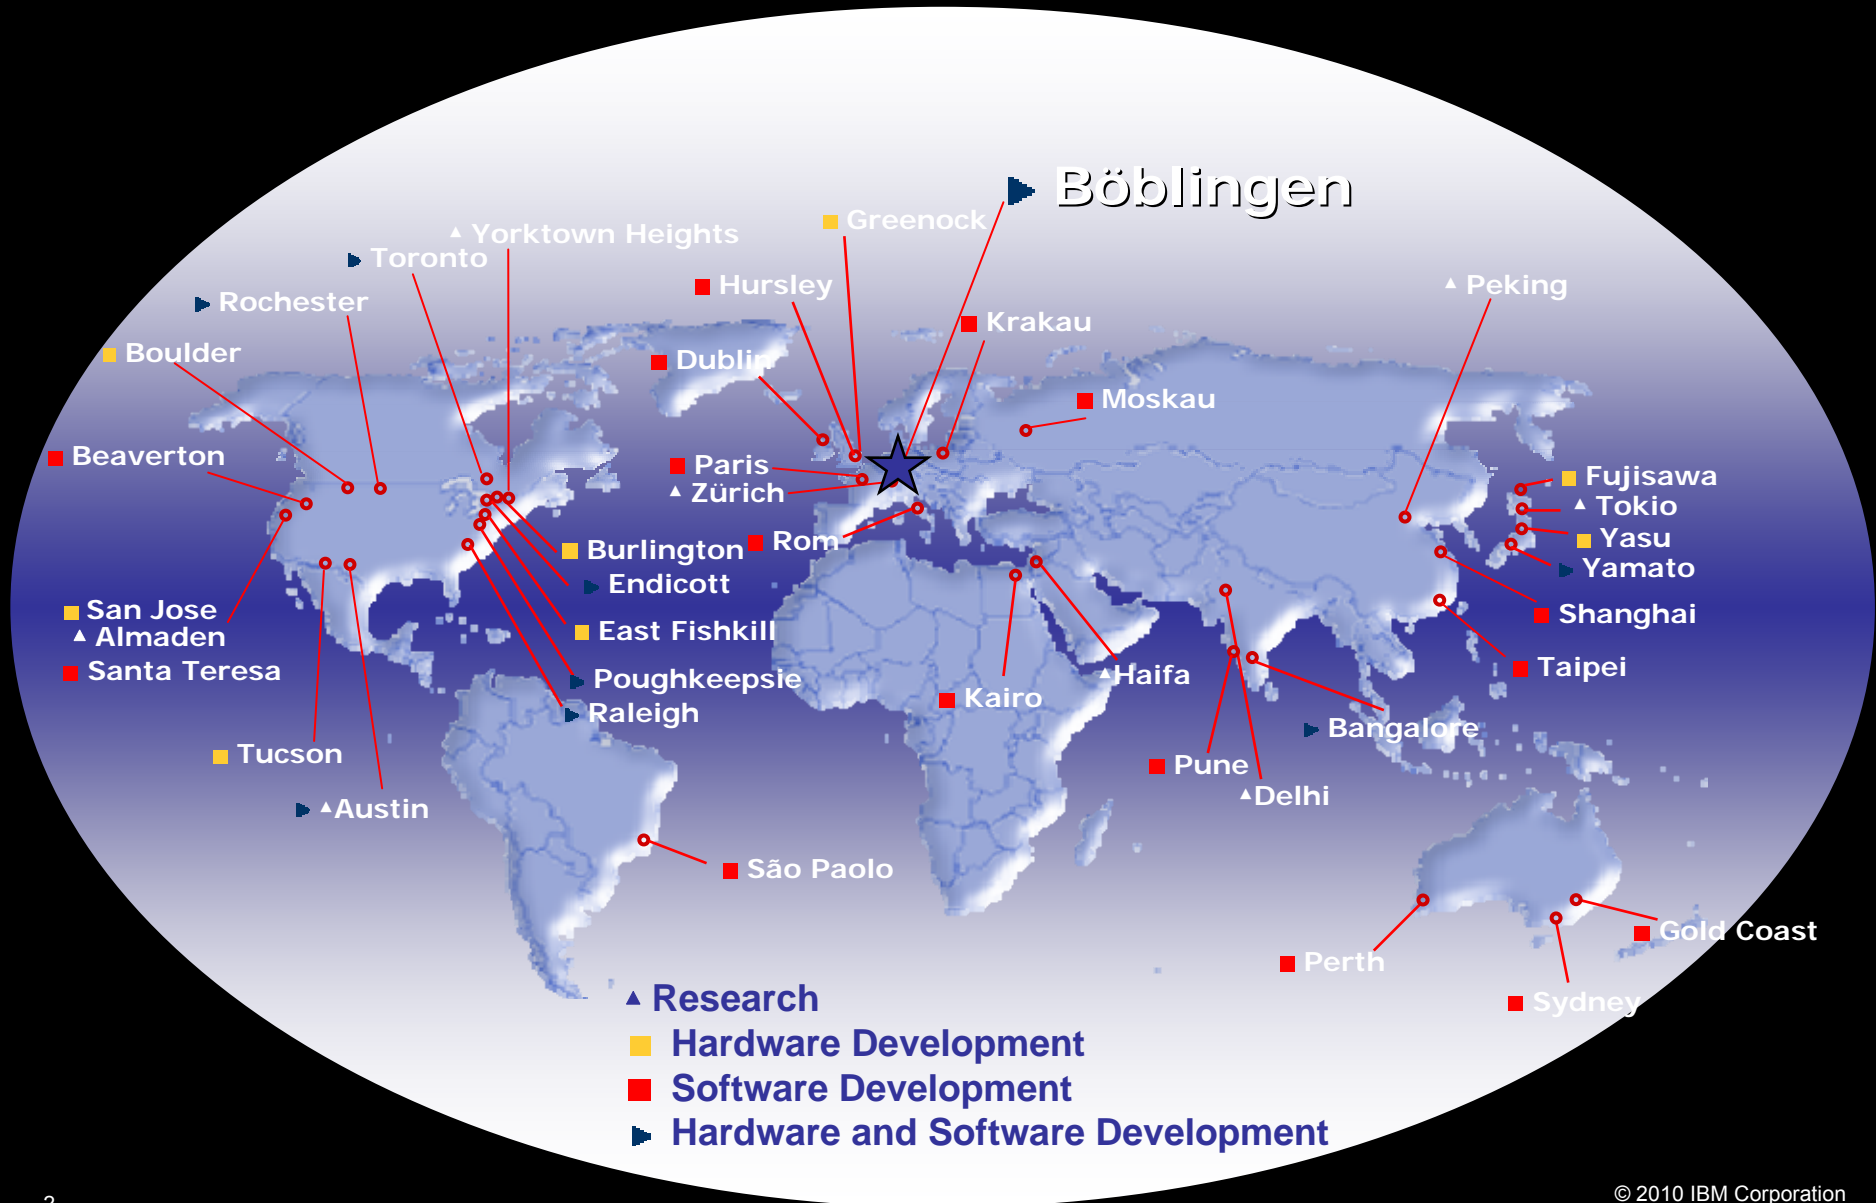 Böblingen
Greenock
Yorktown Heights
Toronto
Hursley
Peking
Rochester
Krakau
Boulder
Dublin
Moskau
Beaverton
Paris
Zürich
Fujisawa
Tokio
Rom
Yasu
Burlington
Yamato
Endicott
San Jose
Almaden
Shanghai
East Fishkill
Santa Teresa
Taipei
Poughkeepsie
Haifa
Kairo
Raleigh
Bangalore
Tucson
Pune
Delhi
Austin
São Paolo
Gold Coast
Perth
Sydney
Research
Hardware Development
Software Development
Hardware and Software Development
2
© 2010 IBM Corporation